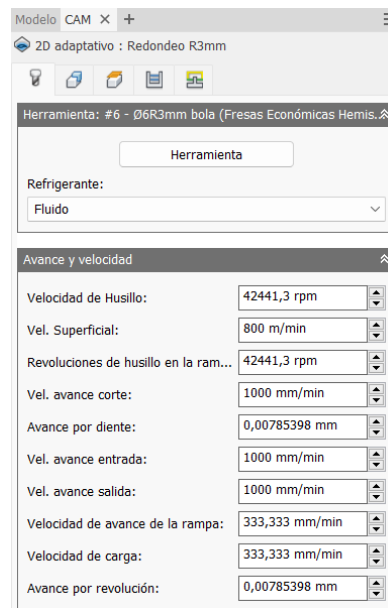 Modelo CAM × +
2D adaptativo : Redondeo R3mm
Herramienta: #6 - Ø6R3mm bola (Fresas Económicas Hemis.
Herramienta
Refrigerante:
Fluido
Avance y velocidad
Velocidad de Husillo: 42441,3 rpm
Vel. Superficial: 800 m/min
Revoluciones de husillo en la ram... 42441,3 rpm
Vel. avance corte: 1000 mm/min
Avance por diente: 0,00785398 mm
Vel. avance entrada: 1000 mm/min
Vel. avance salida: 1000 mm/min
Velocidad de avance de la rampa: 333,333 mm/min
Velocidad de carga: 333,333 mm/min
Avance por revolución: 0,00785398 mm